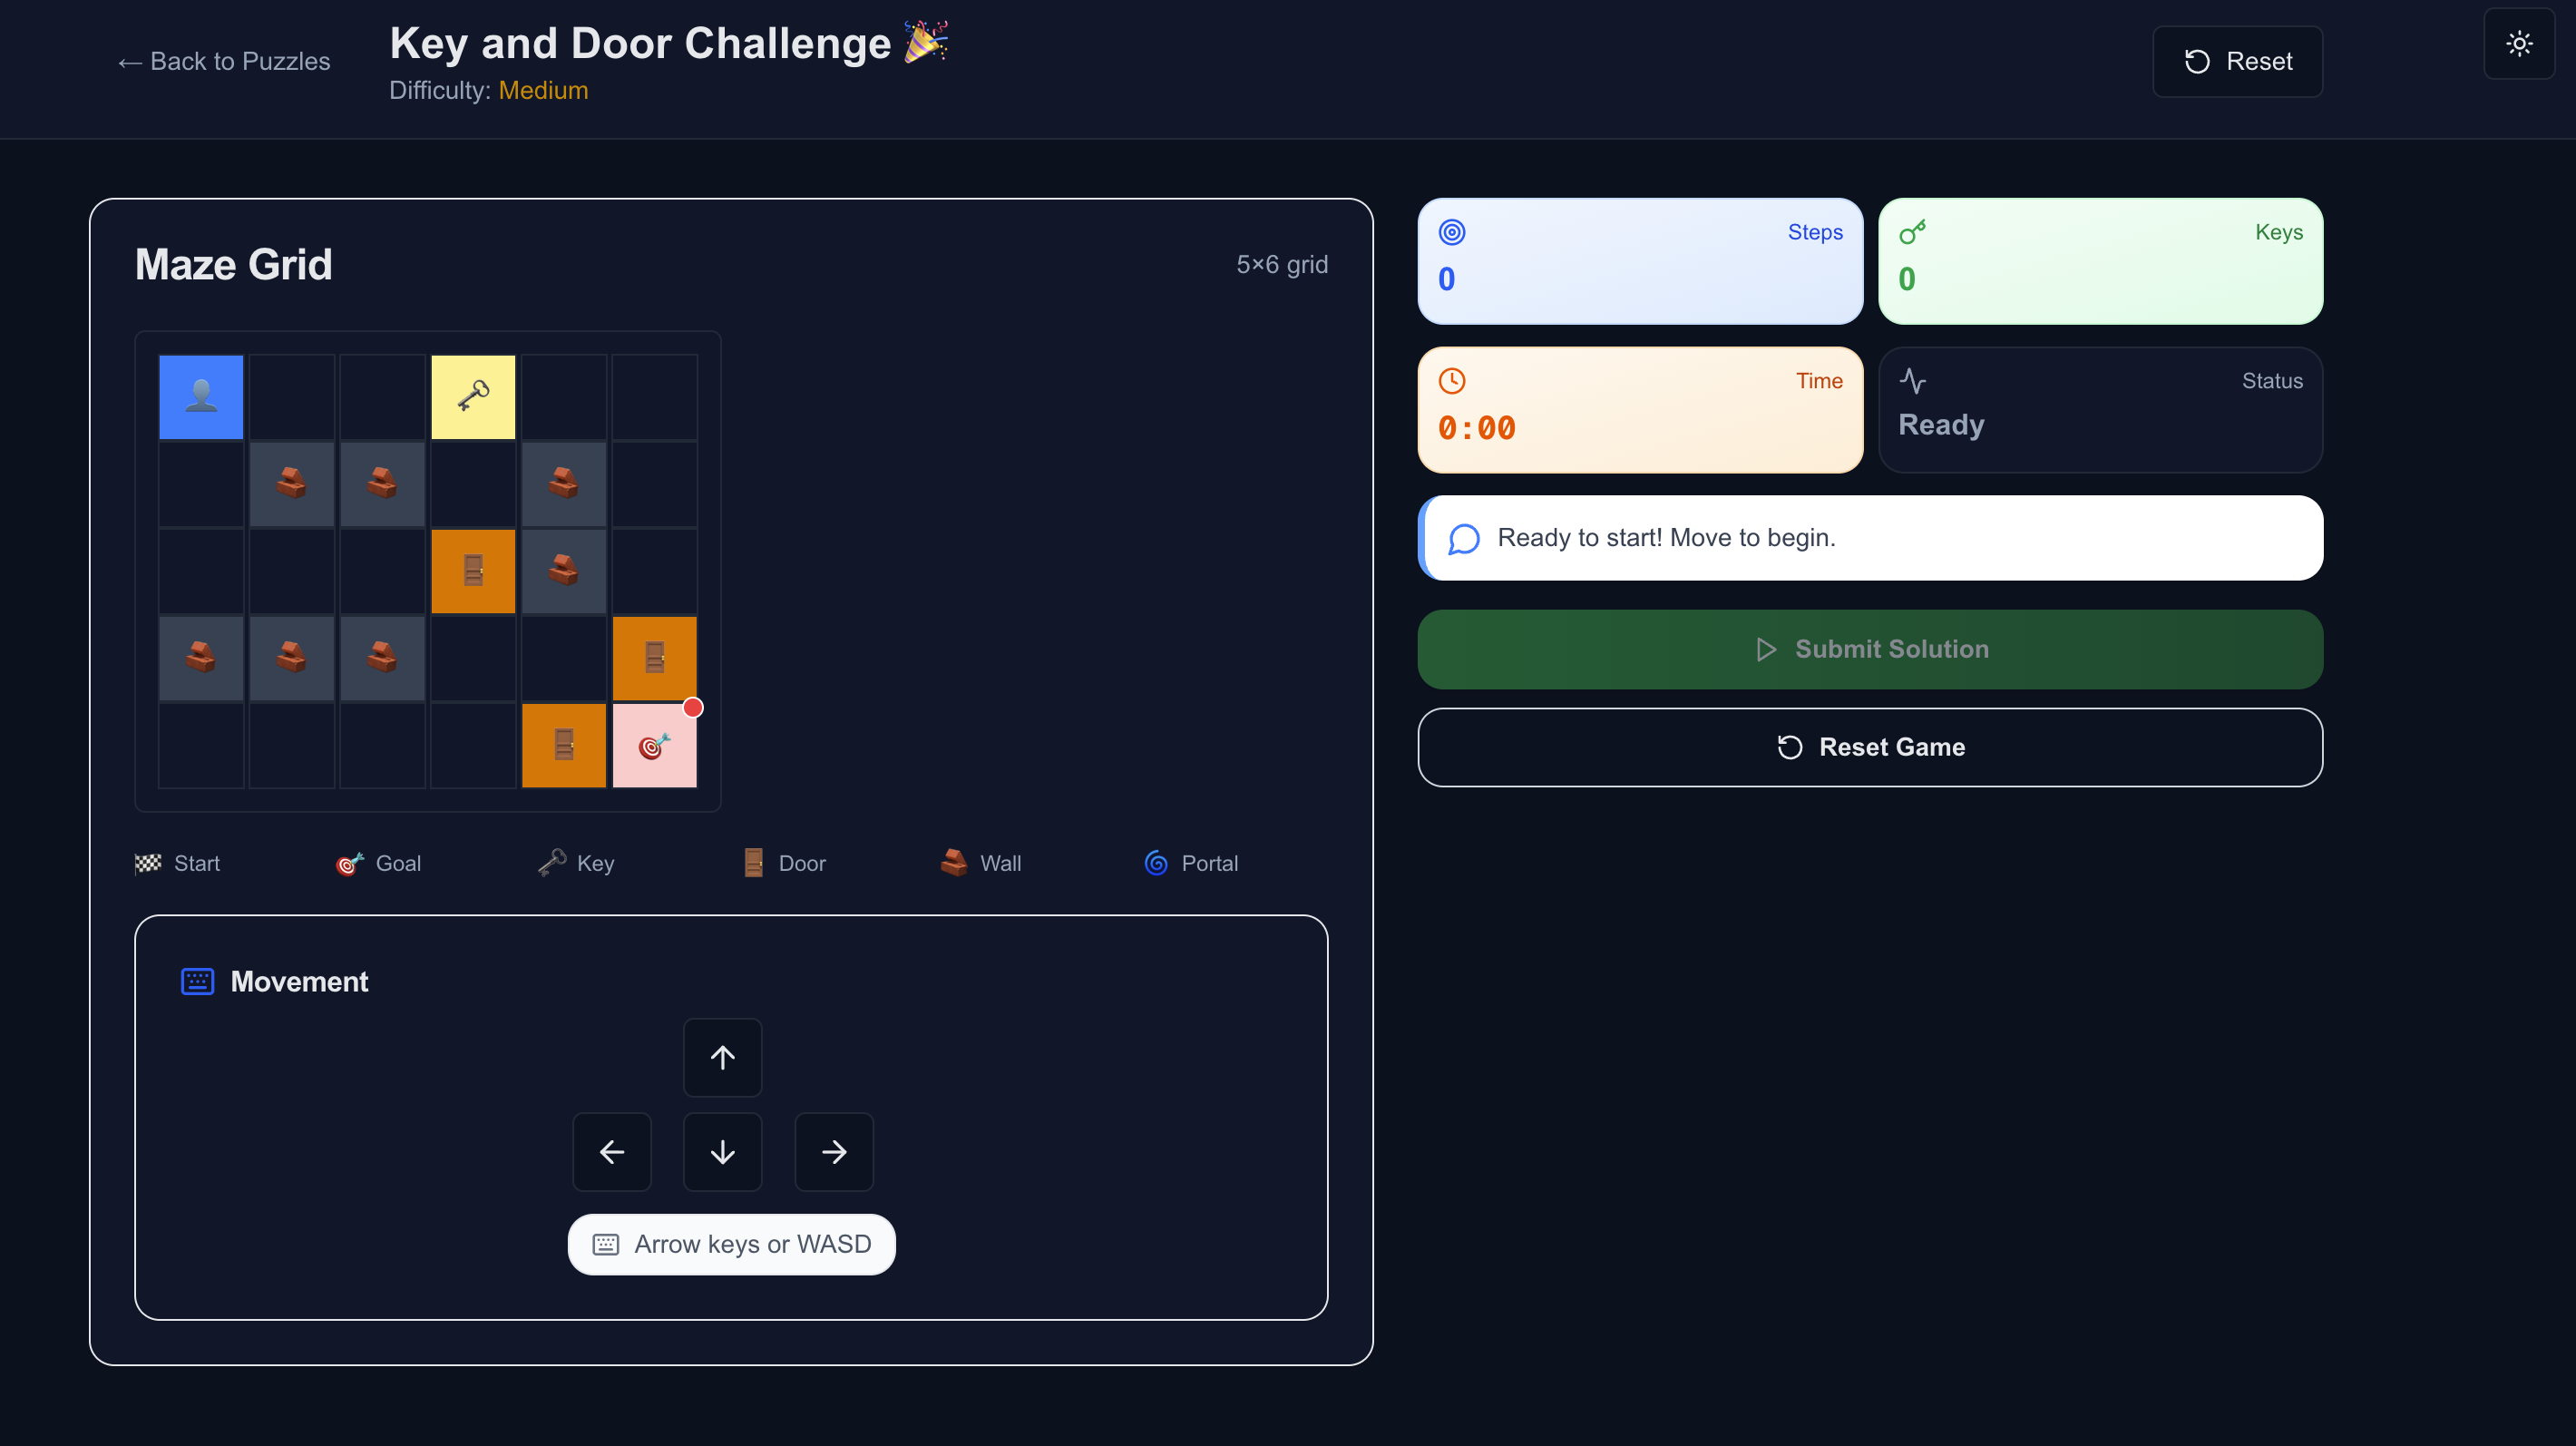 ← Back to Puzzles
Key and Door Challenge 🎉
Difficulty: Medium
Reset
Maze Grid
5×6 grid
Start
Goal
Key
Door
Wall
Portal
Movement
Arrow keys or WASD
Steps
0
Keys
0
Time
0:00
Status
Ready
Ready to start! Move to begin.
Submit Solution
Reset Game